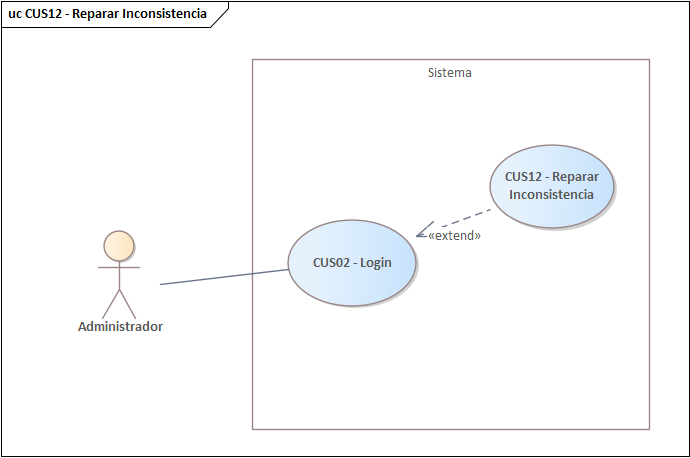 uc CUS12 - Reparar Inconsistencia
Sistema
CUS12 - Reparar
Inconsistencia
«extend»
CUS02 - Login
Administrador